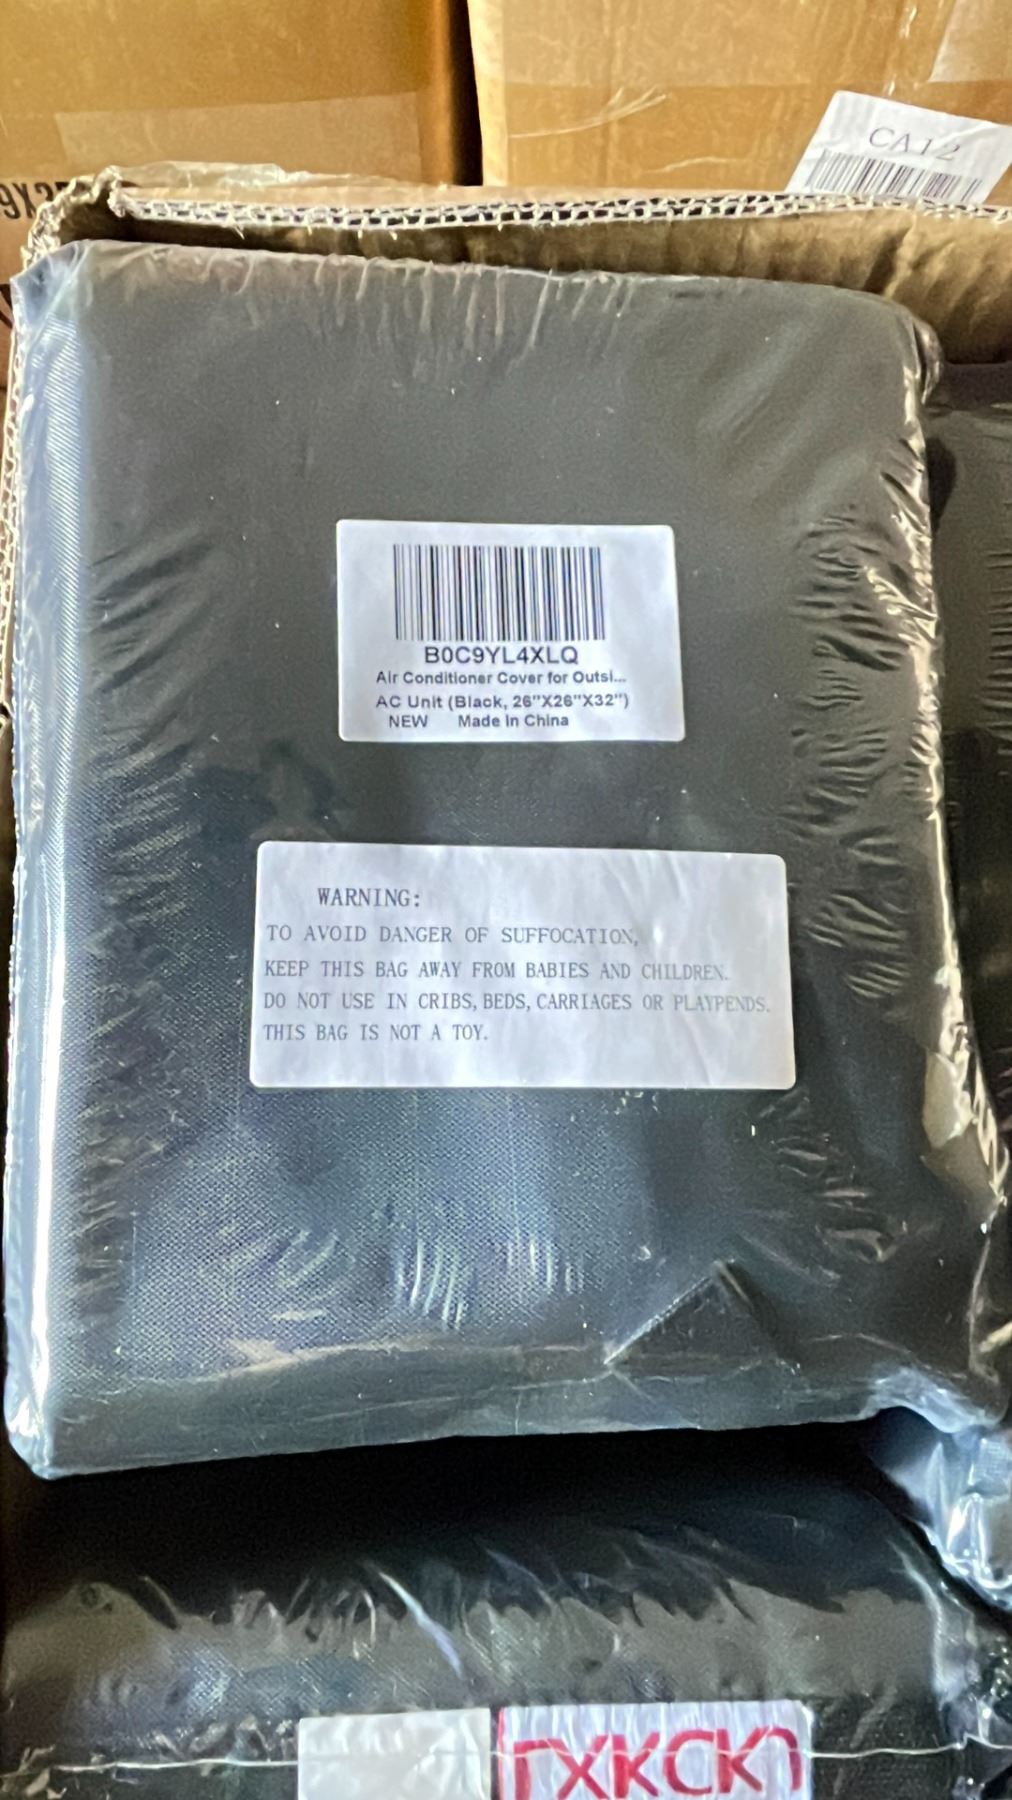 CA12
B0C9YL4XLQ
Air Conditioner Cover for Outsi...
AC Unit (Black, 26"X26"X32")
NEW Made in China
WARNING:
TO AVOID DANGER OF SUFFOCATION,
KEEP THIS BAG AWAY FROM BABIES AND CHILDREN.
DO NOT USE IN CRIBS, BEDS, CARRIAGES OR PLAYPENDS.
THIS BAG IS NOT A TOY.
XKCK